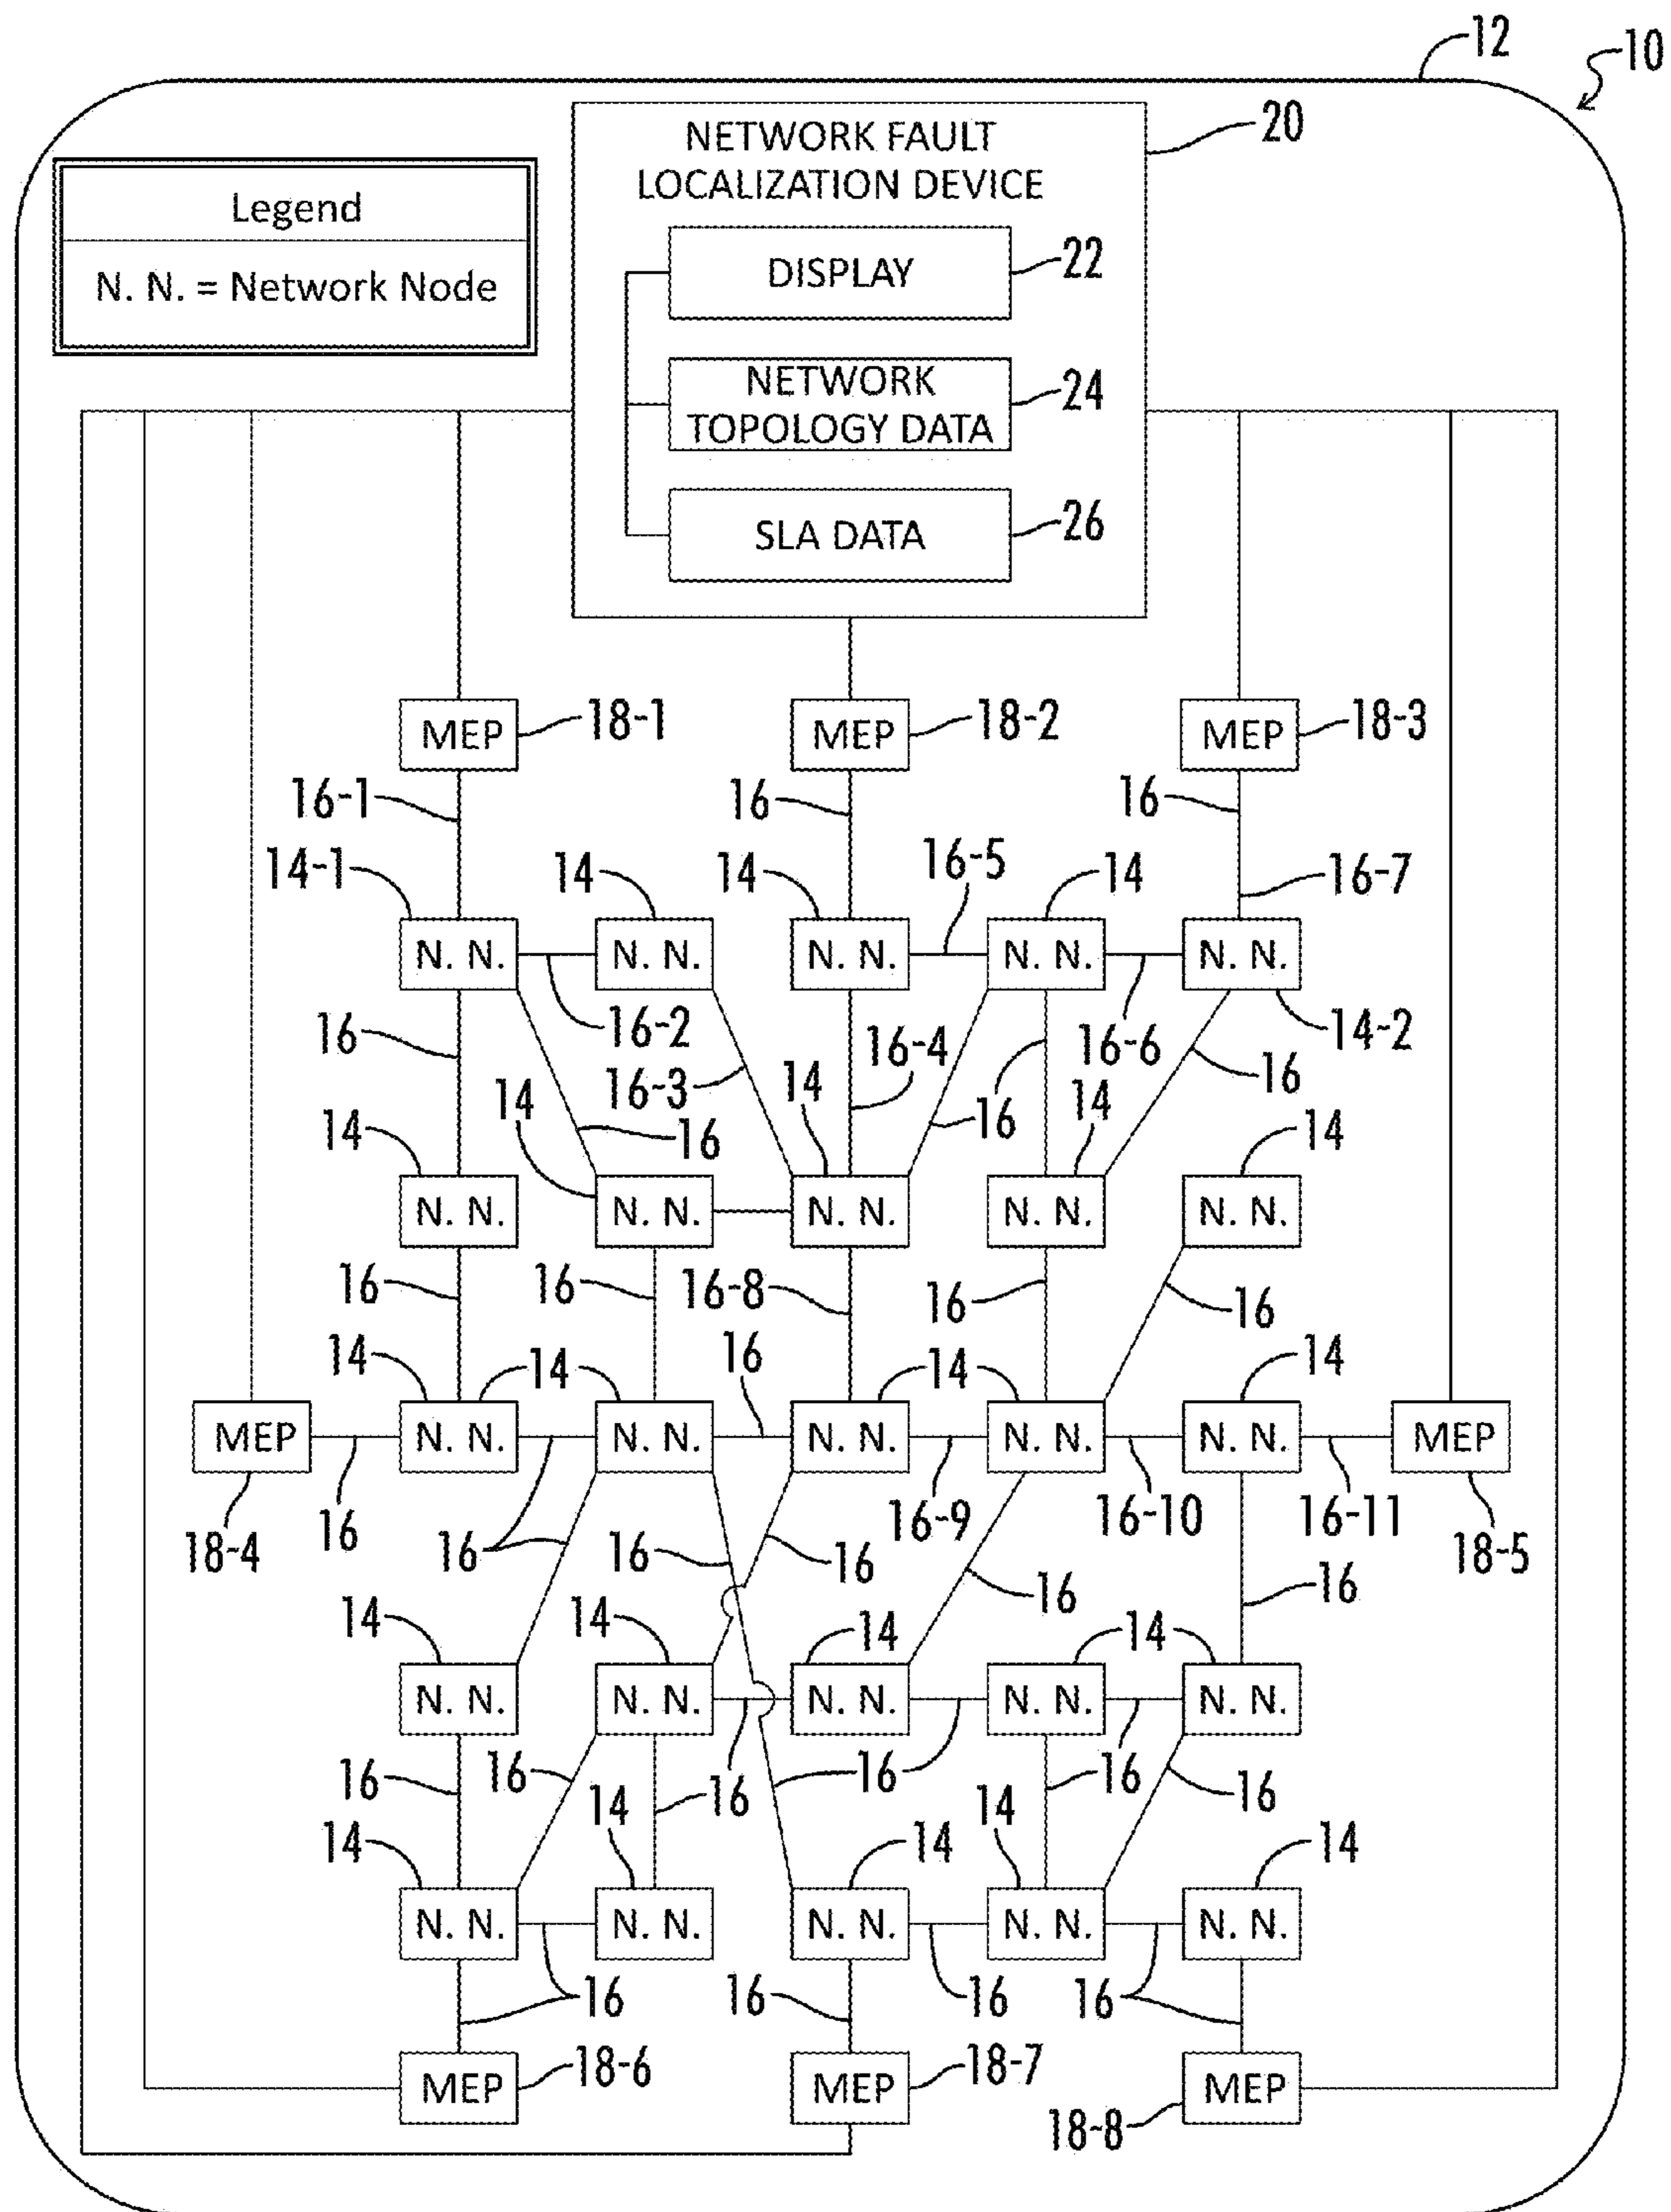 12
10
NETWORK FAULT
LOCALIZATION DEVICE
20
Legend
N. N. = Network Node
DISPLAY
22
NETWORK
TOPOLOGY DATA
24
SLA DATA
26
MEP 18-1 MEP 18-2 MEP 18-3
16-1 16 16
14-1 14 14 16-5 14 16-7
N. N. N. N. N. N. N. N. N. N.
16 16-2 16-4 16-6 14-2
16-3 14 16 14 16
14 14 16 14
N. N. N. N. N. N. N. N. N. N.
16 16 16-8 16 16
14 14 16 14 14
MEP N. N. N. N. N. N. N. N. N. N. MEP
18-4 16 16 16 16 16-9 16-10 16-11 18-5
16 16
14 14 14 14
N. N. N. N. N. N. N. N. N. N.
16 16 16 16 16 16
14 14 14 14 14
N. N. N. N. N. N. N. N. N. N.
16 16 16 16
MEP 18-6 MEP 18-7 MEP
18-8